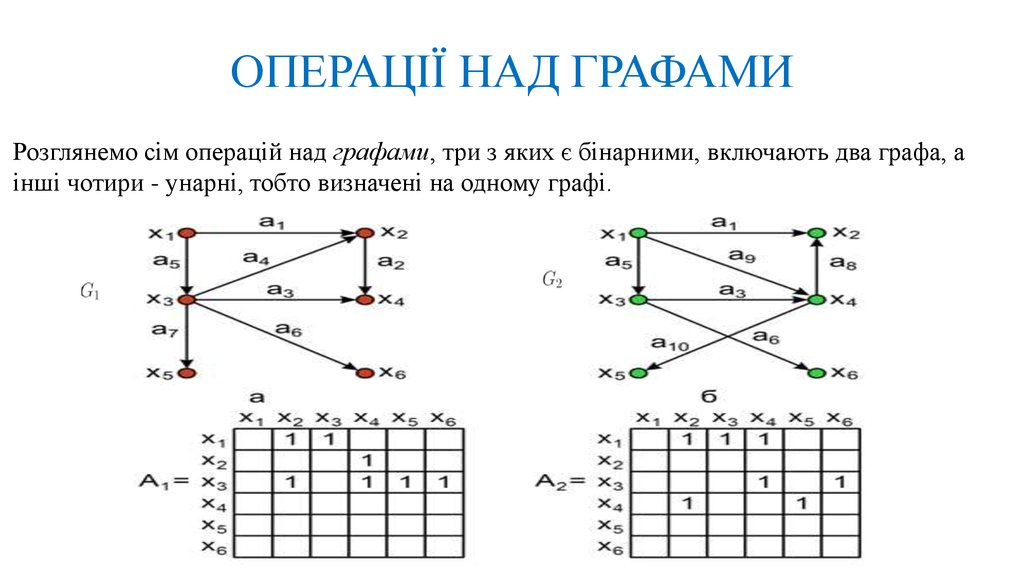 ОПЕРАЦІЇ НАД ГРАФАМИ
Розглянемо сім операцій над графами, три з яких є бінарними, включають два графа, а
інші чотири - унарні, тобто визначені на одному графі.
x1 a1 x2
a5 a4 a2
G1 x3 a3 x4
a7 a6
x5 x6
а
x1 a1 x2
a5 a9 a8
G2 x3 a3 x4
a10 a6
x5 x6
б
x1 x2 x3 x4 x5 x6
x1 1 1
x2 1
A1= x3 1 1 1 1
x4
x5
x6
x1 x2 x3 x4 x5 x6
x1 1 1 1
x2
A2= x3 1 1
x4 1 1
x5
x6